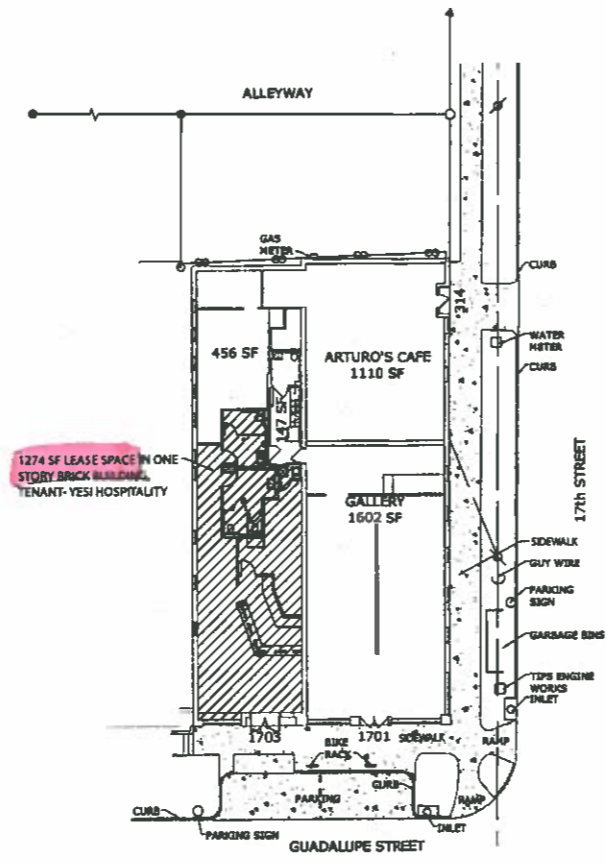 ALLEYWAY
GAS
METER
CURB
314
WATER
METER
CURB
456 SF
ARTURO'S CAFE
1110 SF
147 SF
1274 SF LEASE SPACE IN ONE
STORY BRICK BUILDING,
TENANT- YESI HOSPITALITY
GALLERY
1602 SF
17th STREET
SIDEWALK
GUY WIRE
PARKING
SIGN
GARBAGE BINS
TIPS ENGINE
WORKS
INLET
1703
1701
SIDEWALK
RAMP
BIKE
RACK
CURB
PARKING
RAMP
CURB
PARKING SIGN
INLET
GUADALUPE STREET